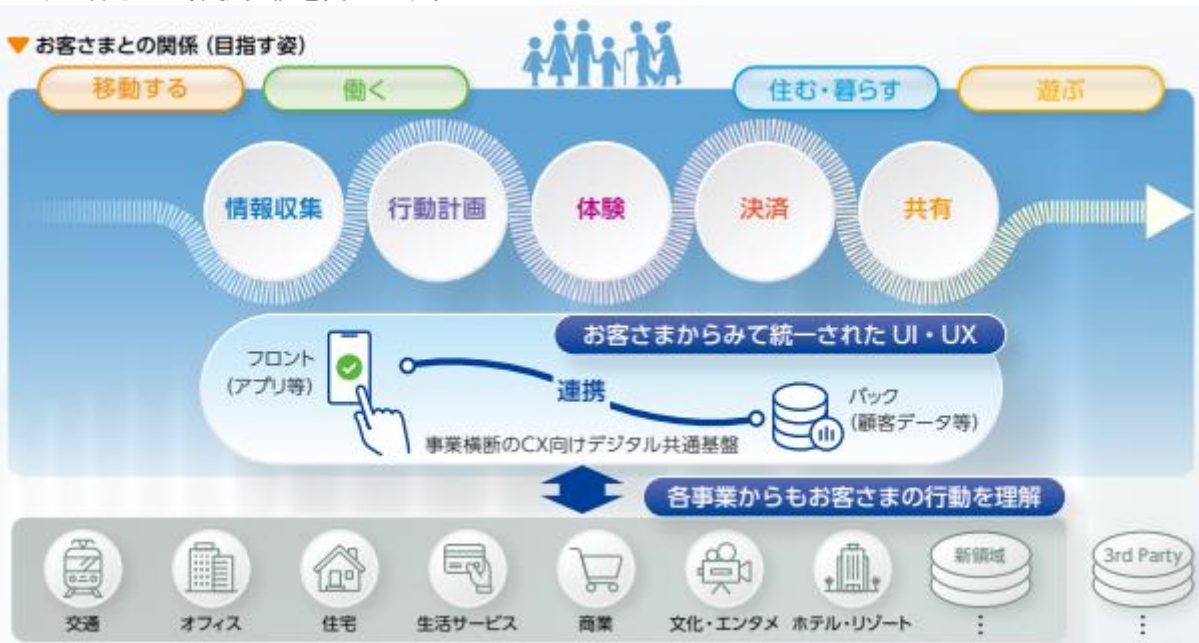 ▼お客さまとの関係（目指す姿）
移動する
働く
住む・暮らす
遊ぶ
情報収集
行動計画
体験
決済
共有
お客さまからみて統一された UI・UX
フロント
（アプリ等）
連携
バック
（顧客データ等）
事業横断のCX向けデジタル共通基盤
各事業からもお客さまの行動を理解
交通
オフィス
住宅
生活サービス
商業
文化・エンタメ
ホテル・リゾート
新領域
⋮
3rd Party
⋮